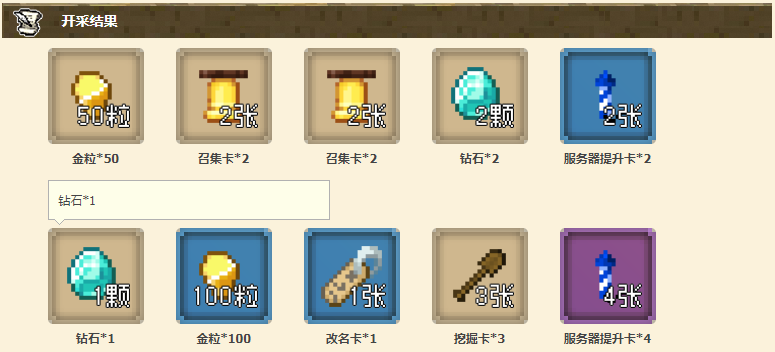 开采结果
50粒
2张
2张
2颗
2张
金粒*50
召集卡*2
召集卡*2
钻石*2
服务器提升卡*2
钻石*1
1颗
100粒
1张
3张
4张
钻石*1
金粒*100
改名卡*1
挖掘卡*3
服务器提升卡*4